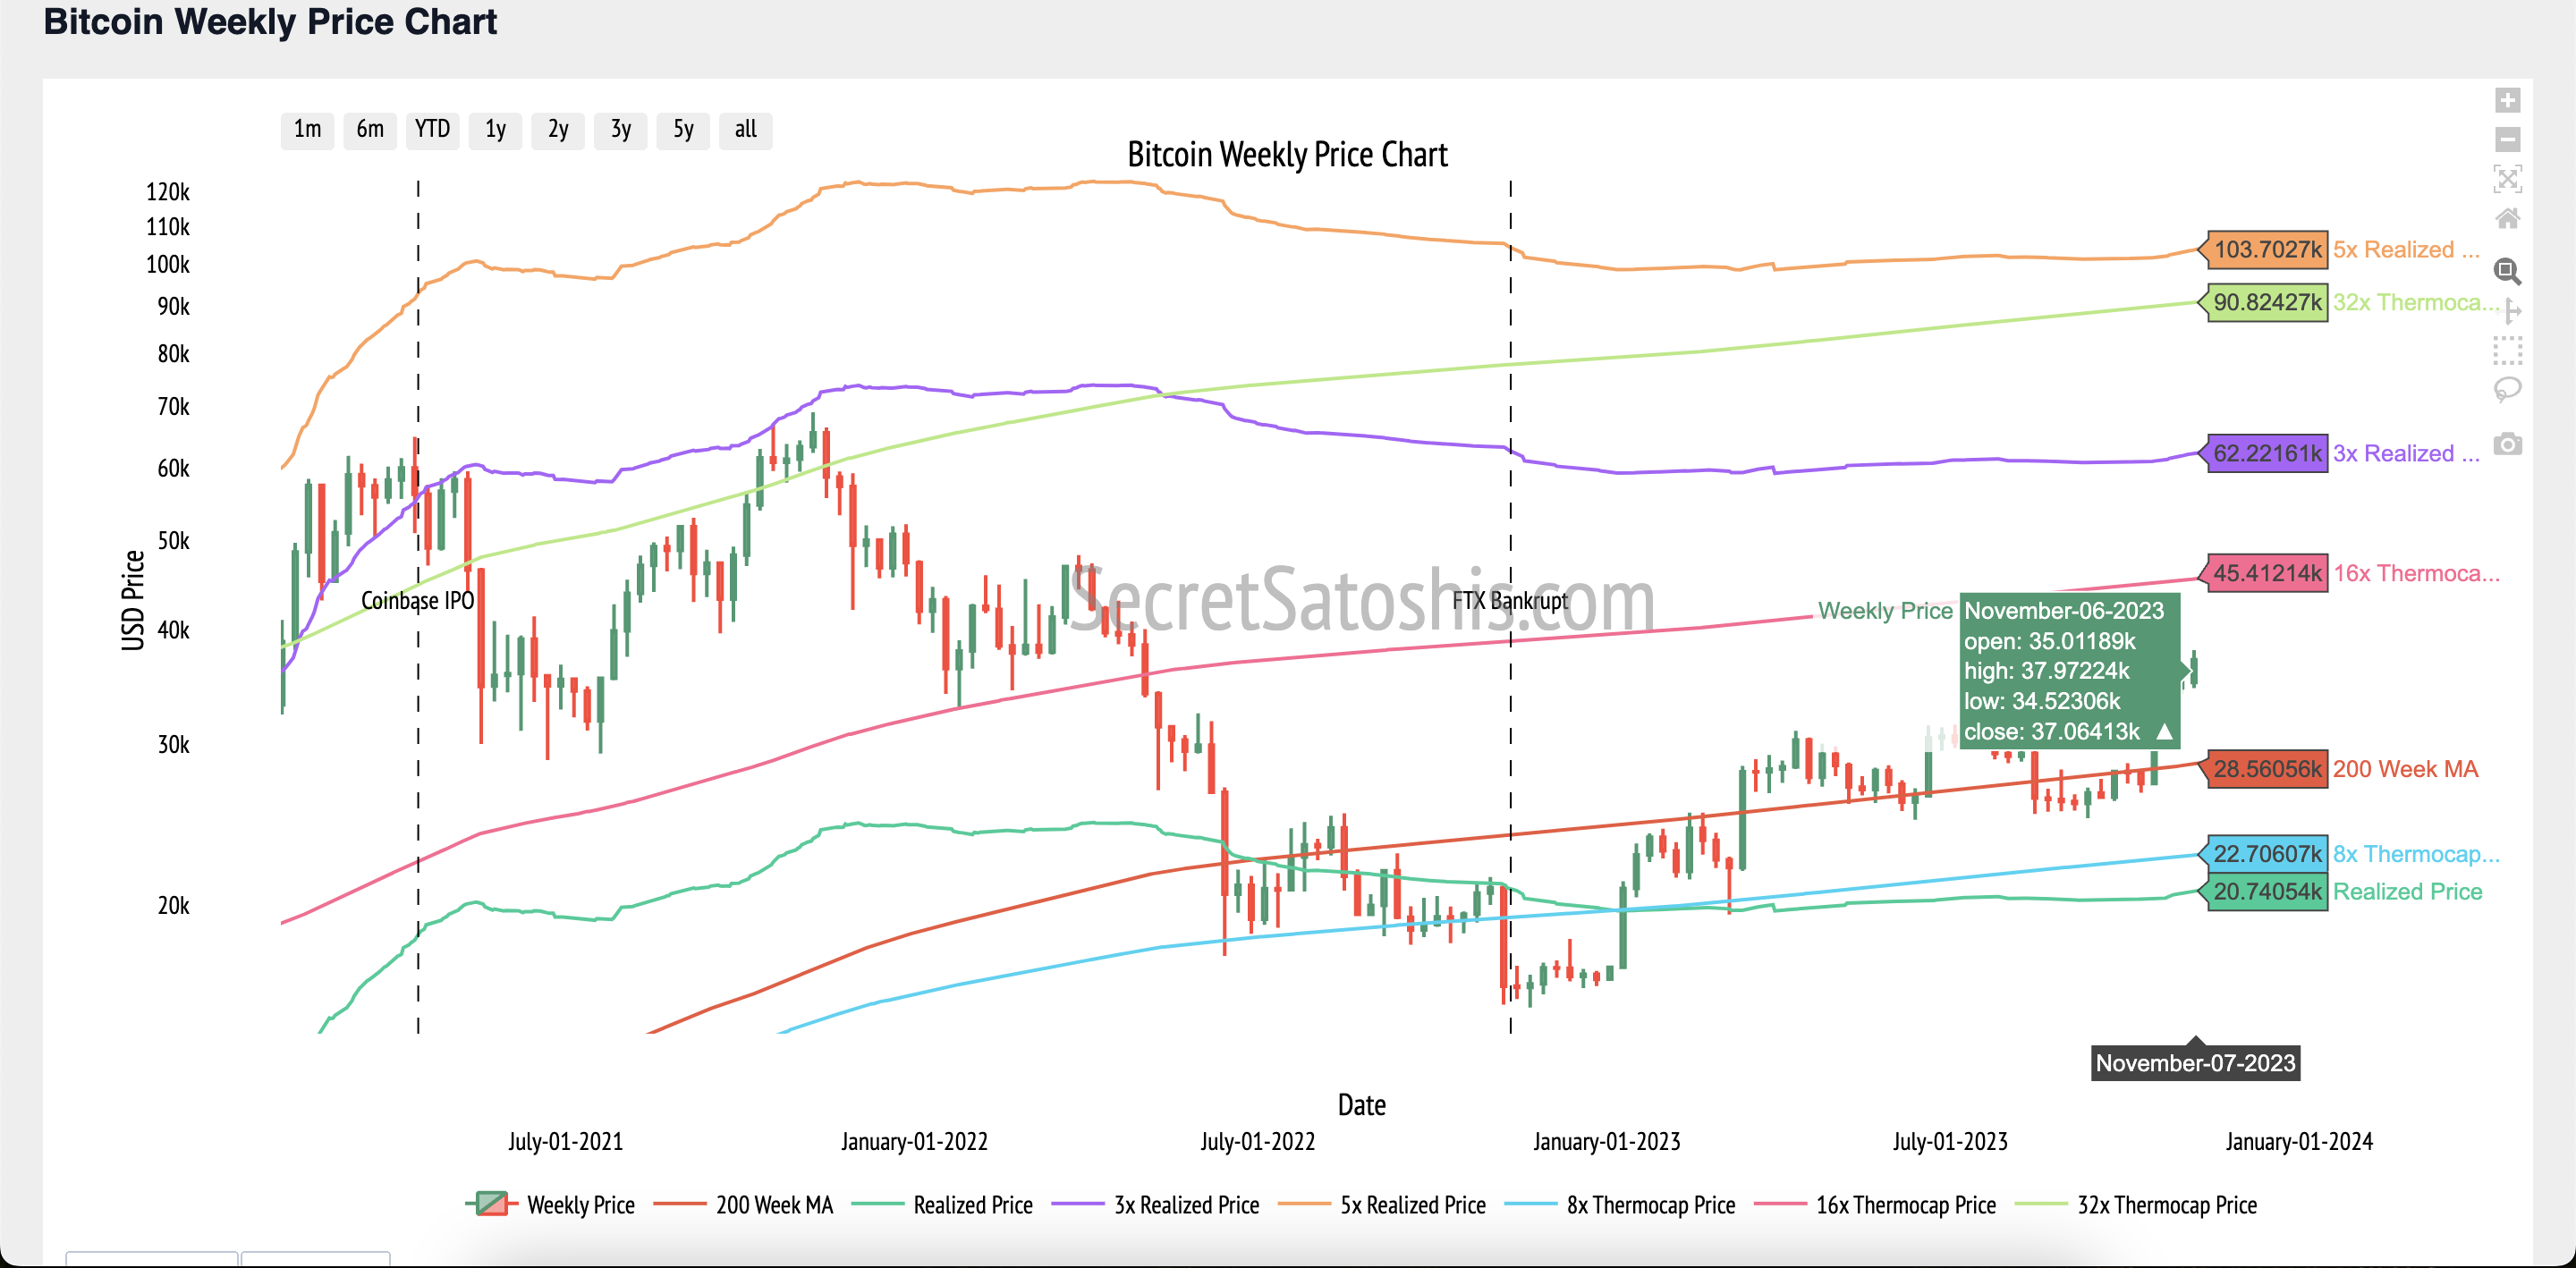 Bitcoin Weekly Price Chart
1m 6m YTD 1y 2y 3y 5y all
Bitcoin Weekly Price Chart
120k
110k
100k
90k
80k
70k
60k
50k
40k
30k
20k
USD Price
Coinbase IPO
FTX Bankrupt
SecretSatoshis.com
103.7027k 5x Realized ...
90.82427k 32x Thermoca...
62.22161k 3x Realized ...
45.41214k 16x Thermoca...
Weekly Price
November-06-2023
open: 35.01189k
high: 37.97224k
low: 34.52306k
close: 37.06413k ▲
28.56056k 200 Week MA
22.70607k 8x Thermocap...
20.74054k Realized Price
November-07-2023
Date
July-01-2021 January-01-2022 July-01-2022 January-01-2023 July-01-2023 January-01-2024
Weekly Price 200 Week MA Realized Price 3x Realized Price 5x Realized Price 8x Thermocap Price 16x Thermocap Price 32x Thermocap Price